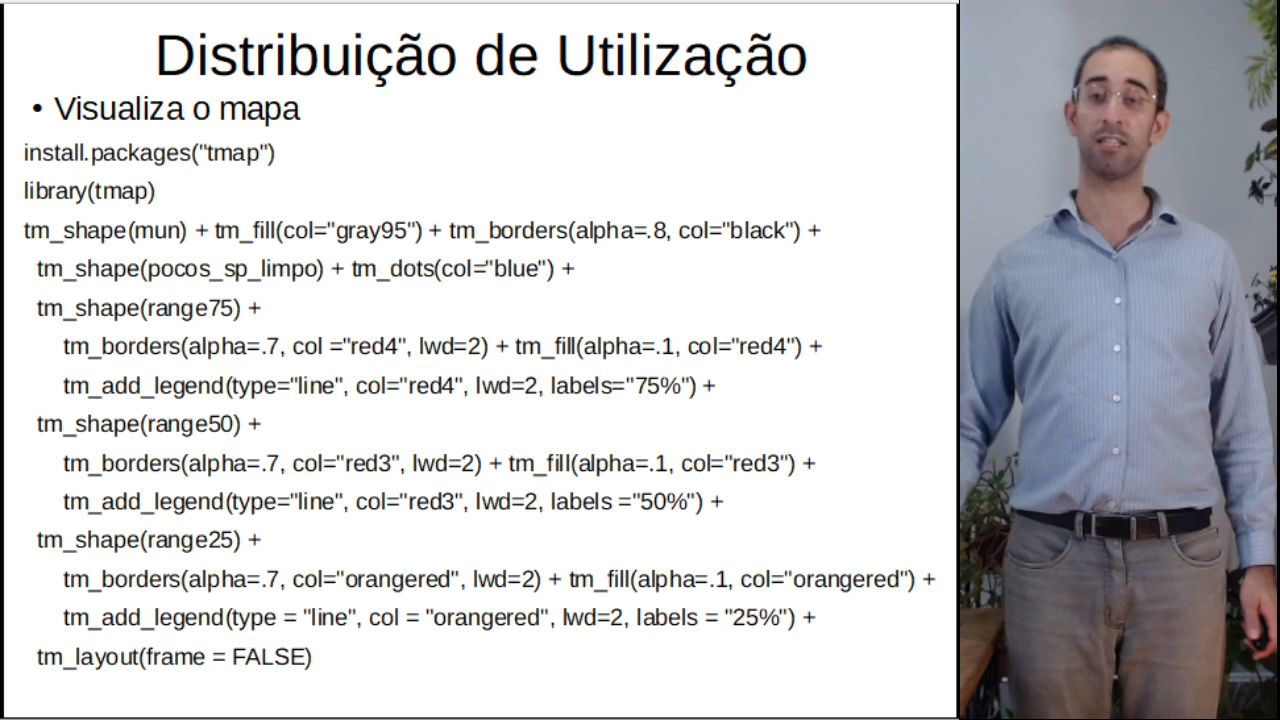 Distribuição de Utilização
• Visualiza o mapa
install.packages("tmap")
library(tmap)
tm_shape(mun) + tm_fill(col="gray95") + tm_borders(alpha=.8, col="black") +
tm_shape(pocos_sp_limpo) + tm_dots(col="blue") +
tm_shape(range75) +
tm_borders(alpha=.7, col ="red4", lwd=2) + tm_fill(alpha=.1, col="red4") +
tm_add_legend(type="line", col="red4", lwd=2, labels="75%") +
tm_shape(range50) +
tm_borders(alpha=.7, col="red3", lwd=2) + tm_fill(alpha=.1, col="red3") +
tm_add_legend(type="line", col="red3", lwd=2, labels ="50%") +
tm_shape(range25) +
tm_borders(alpha=.7, col="orangered", lwd=2) + tm_fill(alpha=.1, col="orangered") +
tm_add_legend(type = "line", col = "orangered", lwd=2, labels = "25%") +
tm_layout(frame = FALSE)